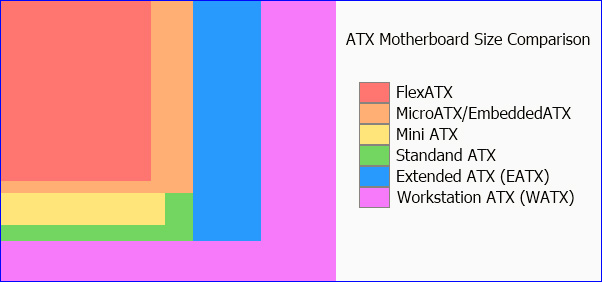 ATX Motherboard Size Comparison
FlexATX
MicroATX/EmbeddedATX
Mini ATX
Standand ATX
Extended ATX (EATX)
Workstation ATX (WATX)